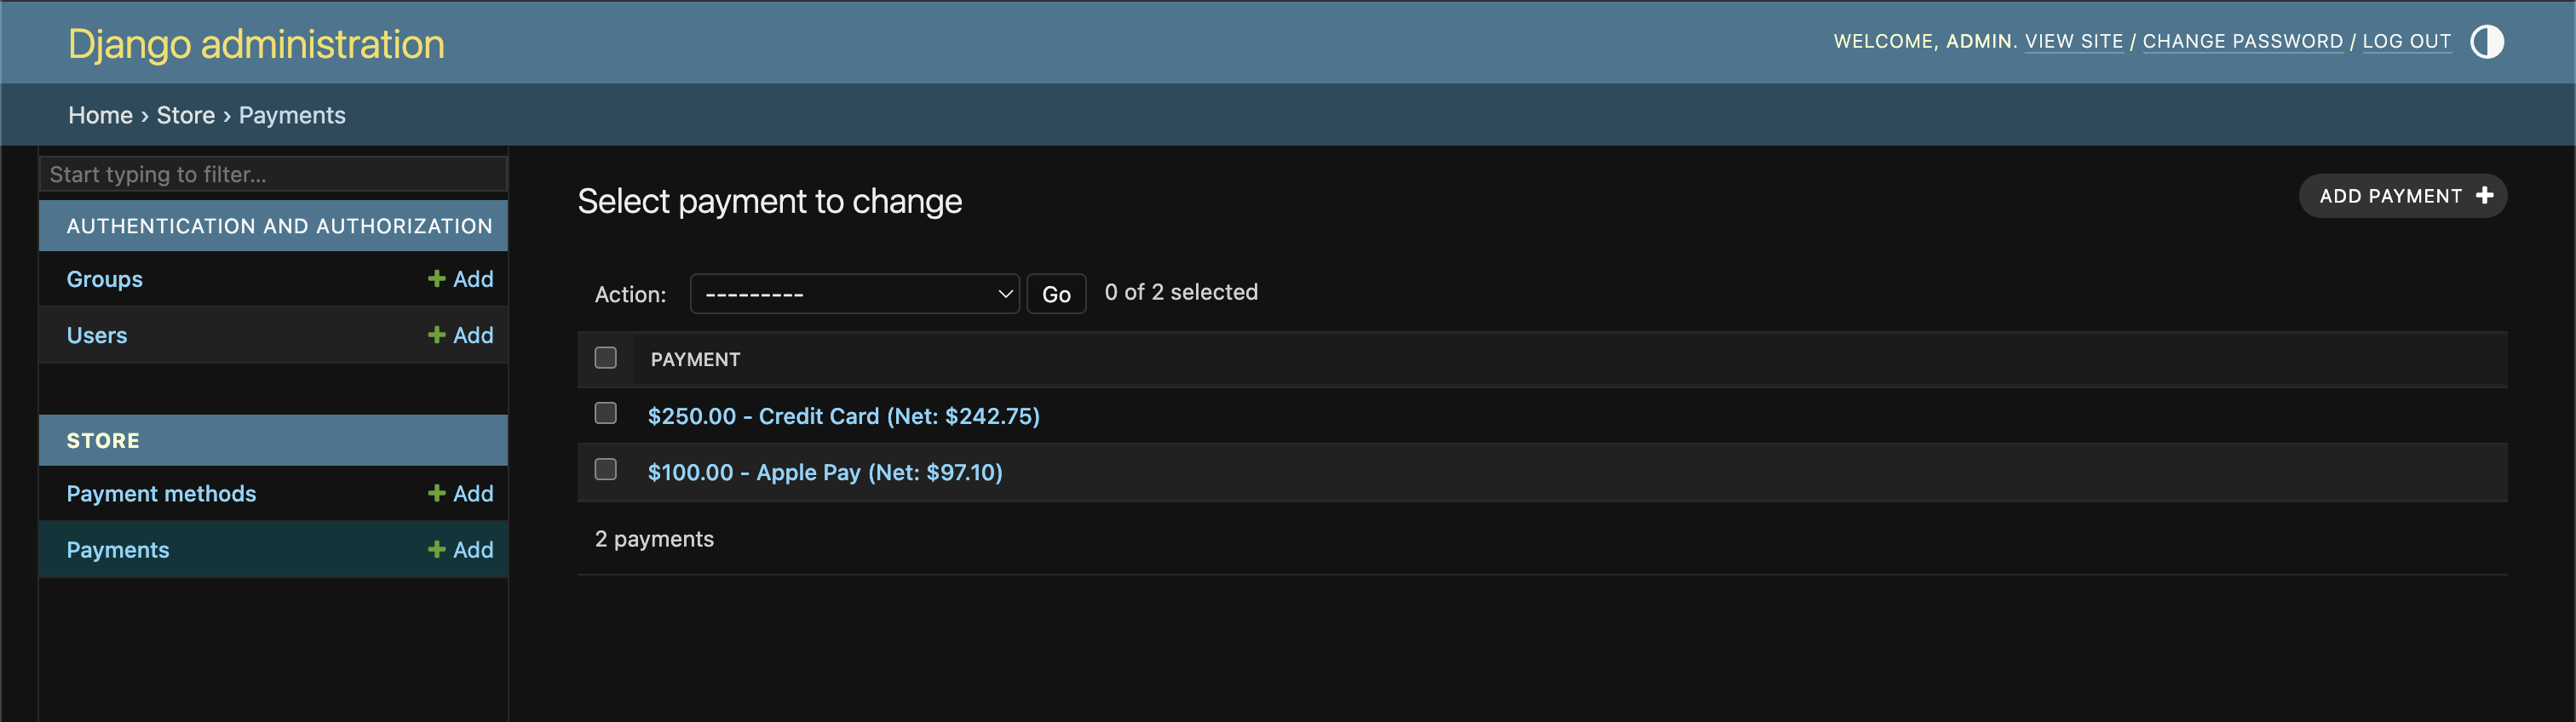 Django administration
WELCOME, ADMIN. VIEW SITE / CHANGE PASSWORD / LOG OUT
Home › Store › Payments
Start typing to filter...
AUTHENTICATION AND AUTHORIZATION
Groups + Add
Users + Add
STORE
Payment methods + Add
Payments + Add
Select payment to change
ADD PAYMENT +
Action: --------- Go 0 of 2 selected
PAYMENT
$250.00 - Credit Card (Net: $242.75)
$100.00 - Apple Pay (Net: $97.10)
2 payments